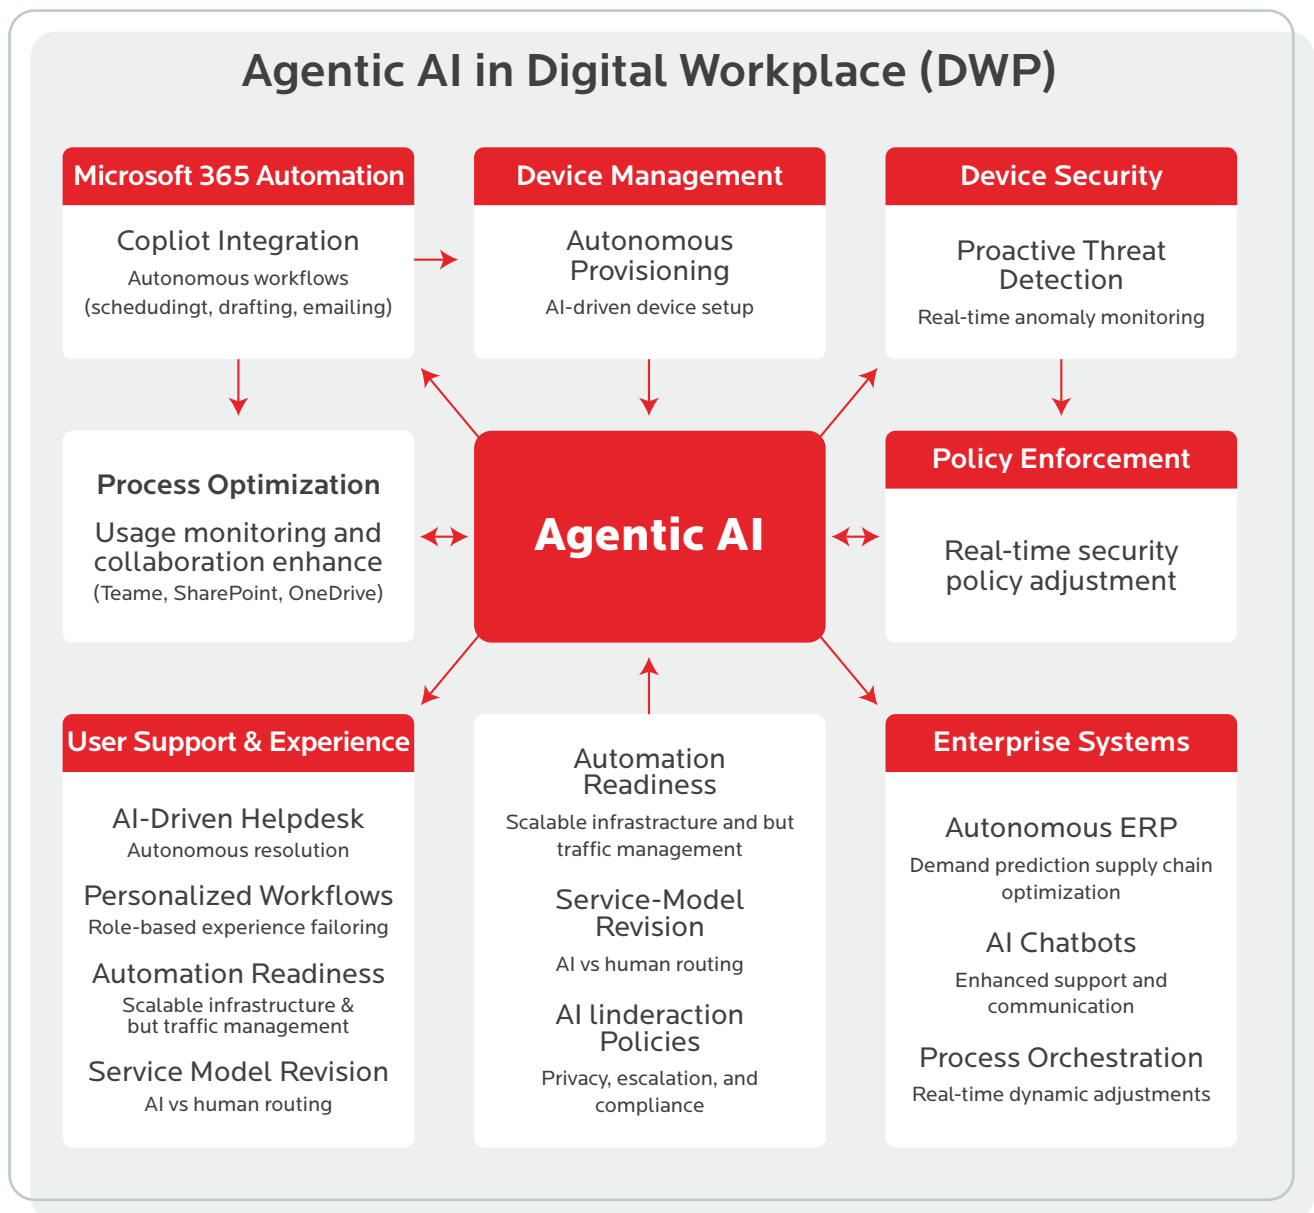 Agentic AI in Digital Workplace (DWP)
Microsoft 365 Automation
Copliot Integration
Autonomous workflows
(schedudingt, drafting, emailing)
Device Management
Autonomous
Provisioning
AI-driven device setup
Device Security
Proactive Threat
Detection
Real-time anomaly monitoring
Process Optimization
Usage monitoring and
collaboration enhance
(Teame, SharePoint, OneDrive)
Agentic AI
Policy Enforcement
Real-time security
policy adjustment
User Support & Experience
AI-Driven Helpdesk
Autonomous resolution
Personalized Workflows
Role-based experience failoring
Automation Readiness
Scalable infrastructure &
but traffic management
Service Model Revision
AI vs human routing
Automation
Readiness
Scalable infrastracture and but
traffic management
Service-Model
Revision
AI vs human routing
AI linderaction
Policies
Privacy, escalation, and
compliance
Enterprise Systems
Autonomous ERP
Demand prediction supply chain
optimization
AI Chatbots
Enhanced support and
communication
Process Orchestration
Real-time dynamic adjustments